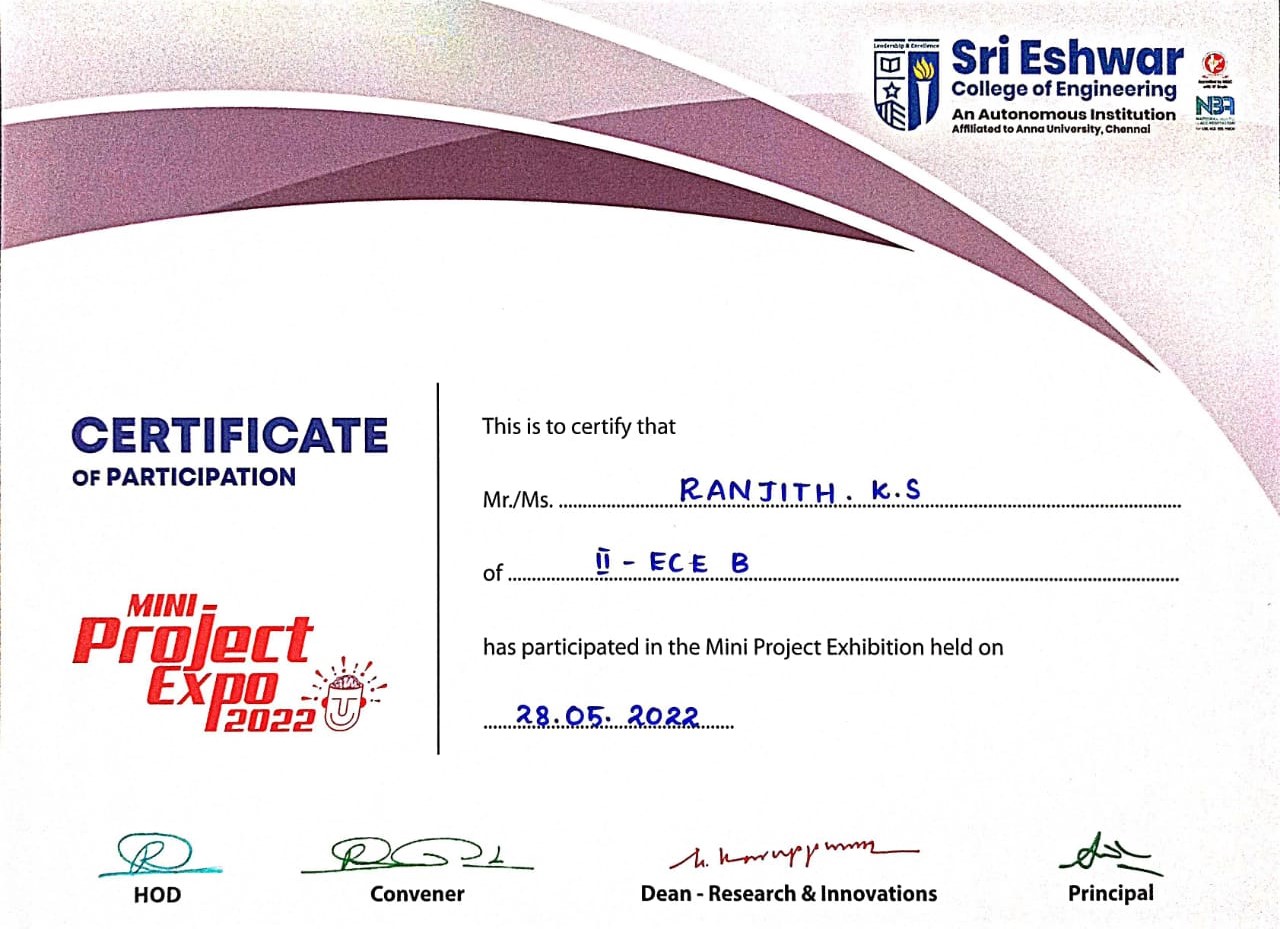 Leadership & Excellence
Sri Eshwar
College of Engineering
An Autonomous Institution
Affiliated to Anna University, Chennai
NBA
CERTIFICATE
OF PARTICIPATION
This is to certify that
Mr./Ms. RANJITH. K.S
of II - ECE B
has participated in the Mini Project Exhibition held on
28.05.2022
MINI -
Project
Expo
2022
HOD
Convener
Dean - Research & Innovations
Principal